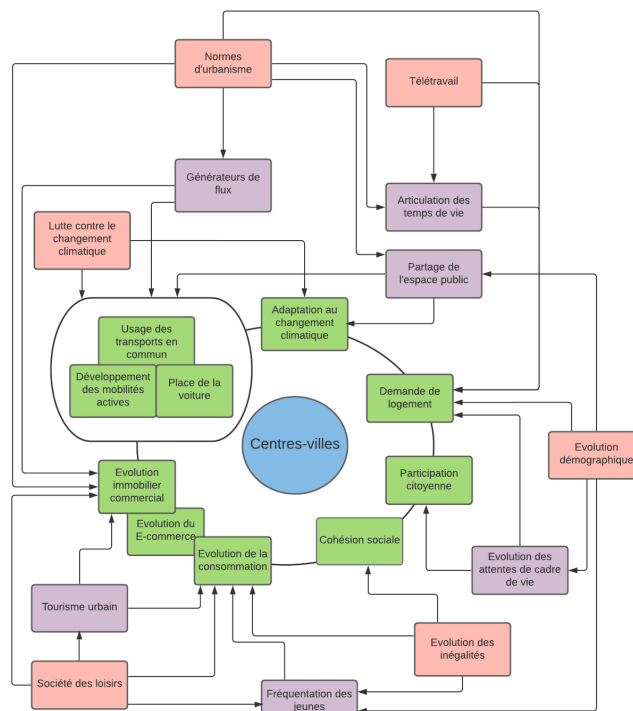 Normes
d'urbanisme
Télétravail
Générateurs de
flux
Articulation des
temps de vie
Lutte contre le
changement
climatique
Partage de
l'espace public
Adaptation au
changement
climatique
Usage des
transports en
commun
Développement
des mobilités
actives
Place de la
voiture
Demande de
logement
Centres-villes
Evolution
démographique
Evolution
immobilier
commercial
Participation
citoyenne
Evolution du
E-commerce
Cohésion sociale
Evolution de la
consommation
Evolution des
attentes de cadre
de vie
Tourisme urbain
Evolution des
inégalités
Société des loisirs
Fréquentation des
jeunes